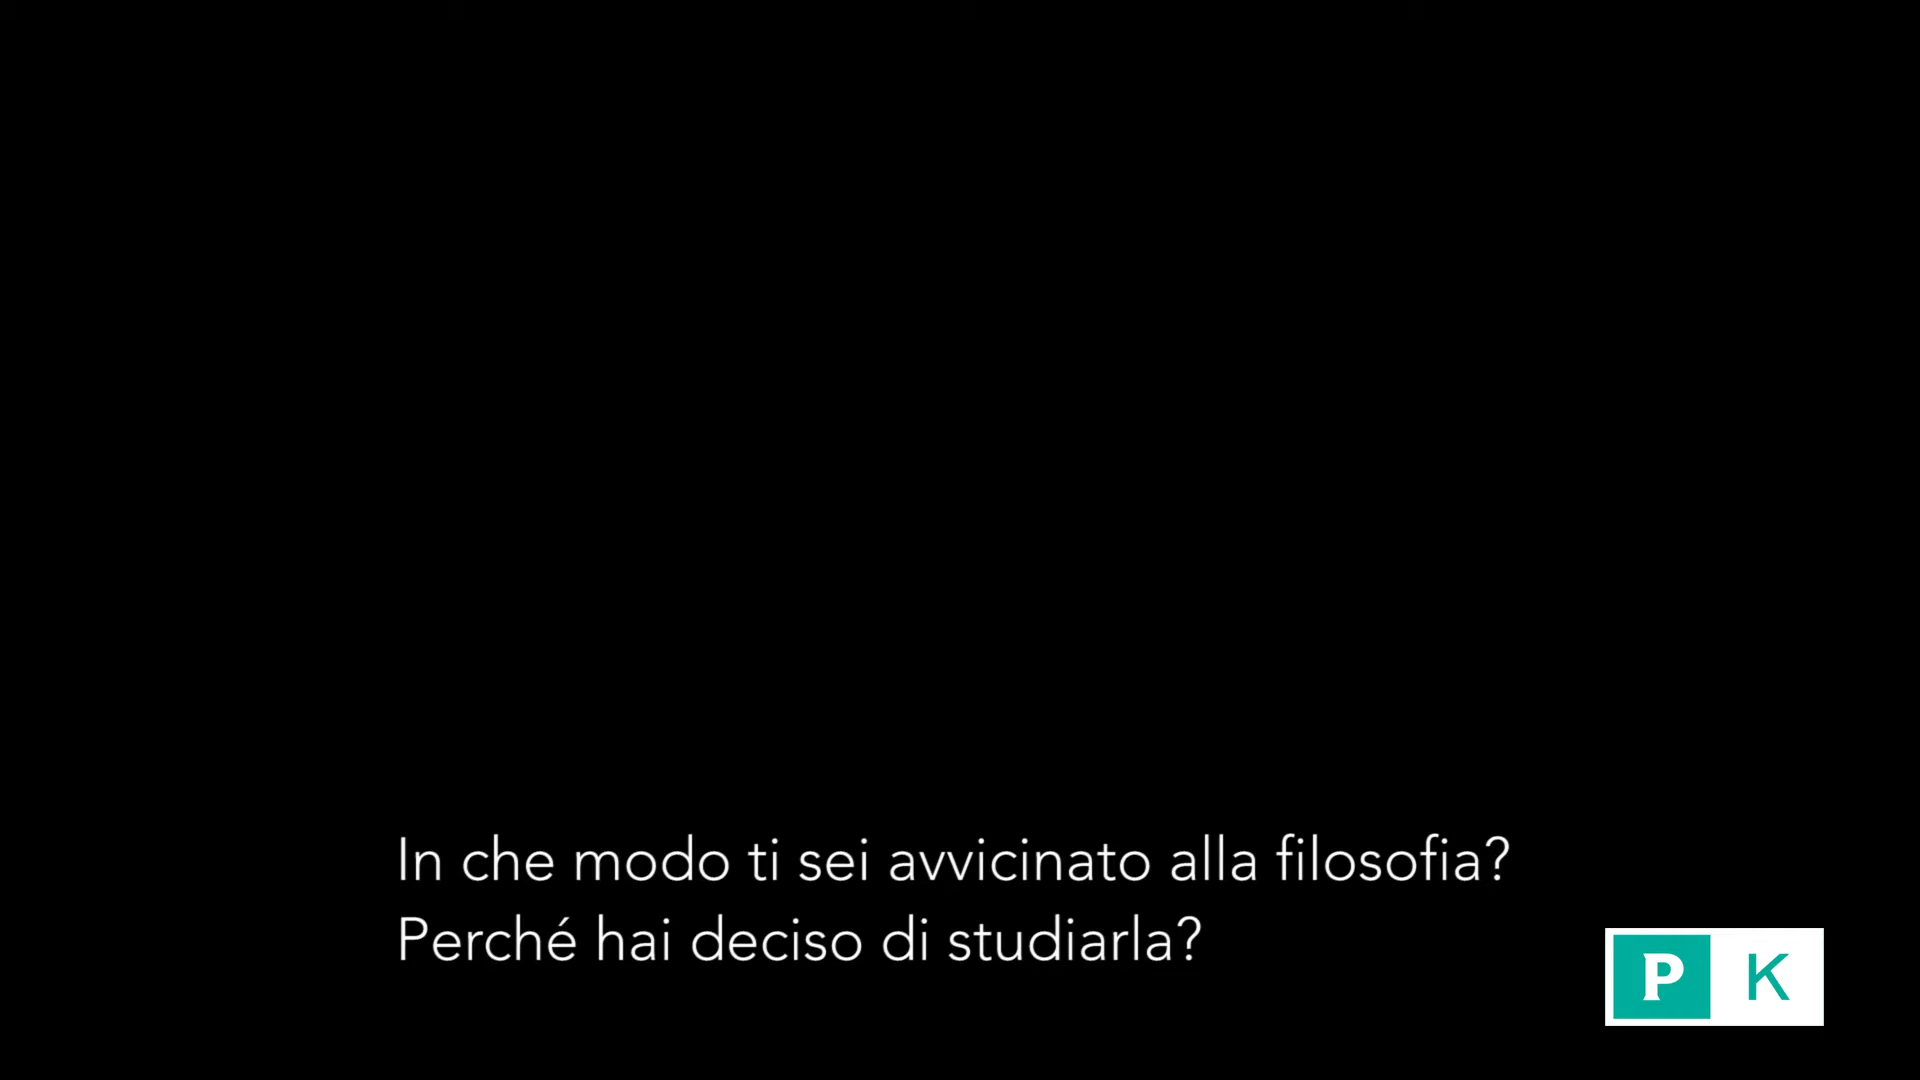 In che modo ti sei avvicinato alla filosofia?
Perché hai deciso di studiarla?
P K